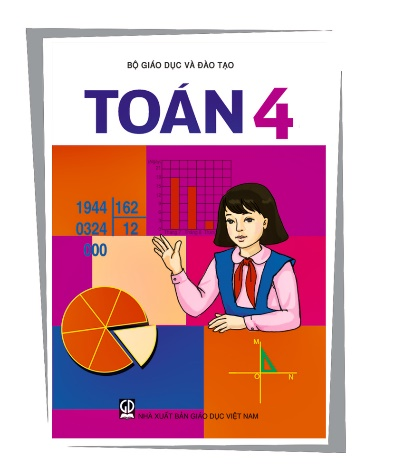 BỘ GIÁO DỤC VÀ ĐÀO TẠO
TOÁN 4
1944 162
0324 12
000
M
O N
GD
NHÀ XUẤT BẢN GIÁO DỤC VIỆT NAM